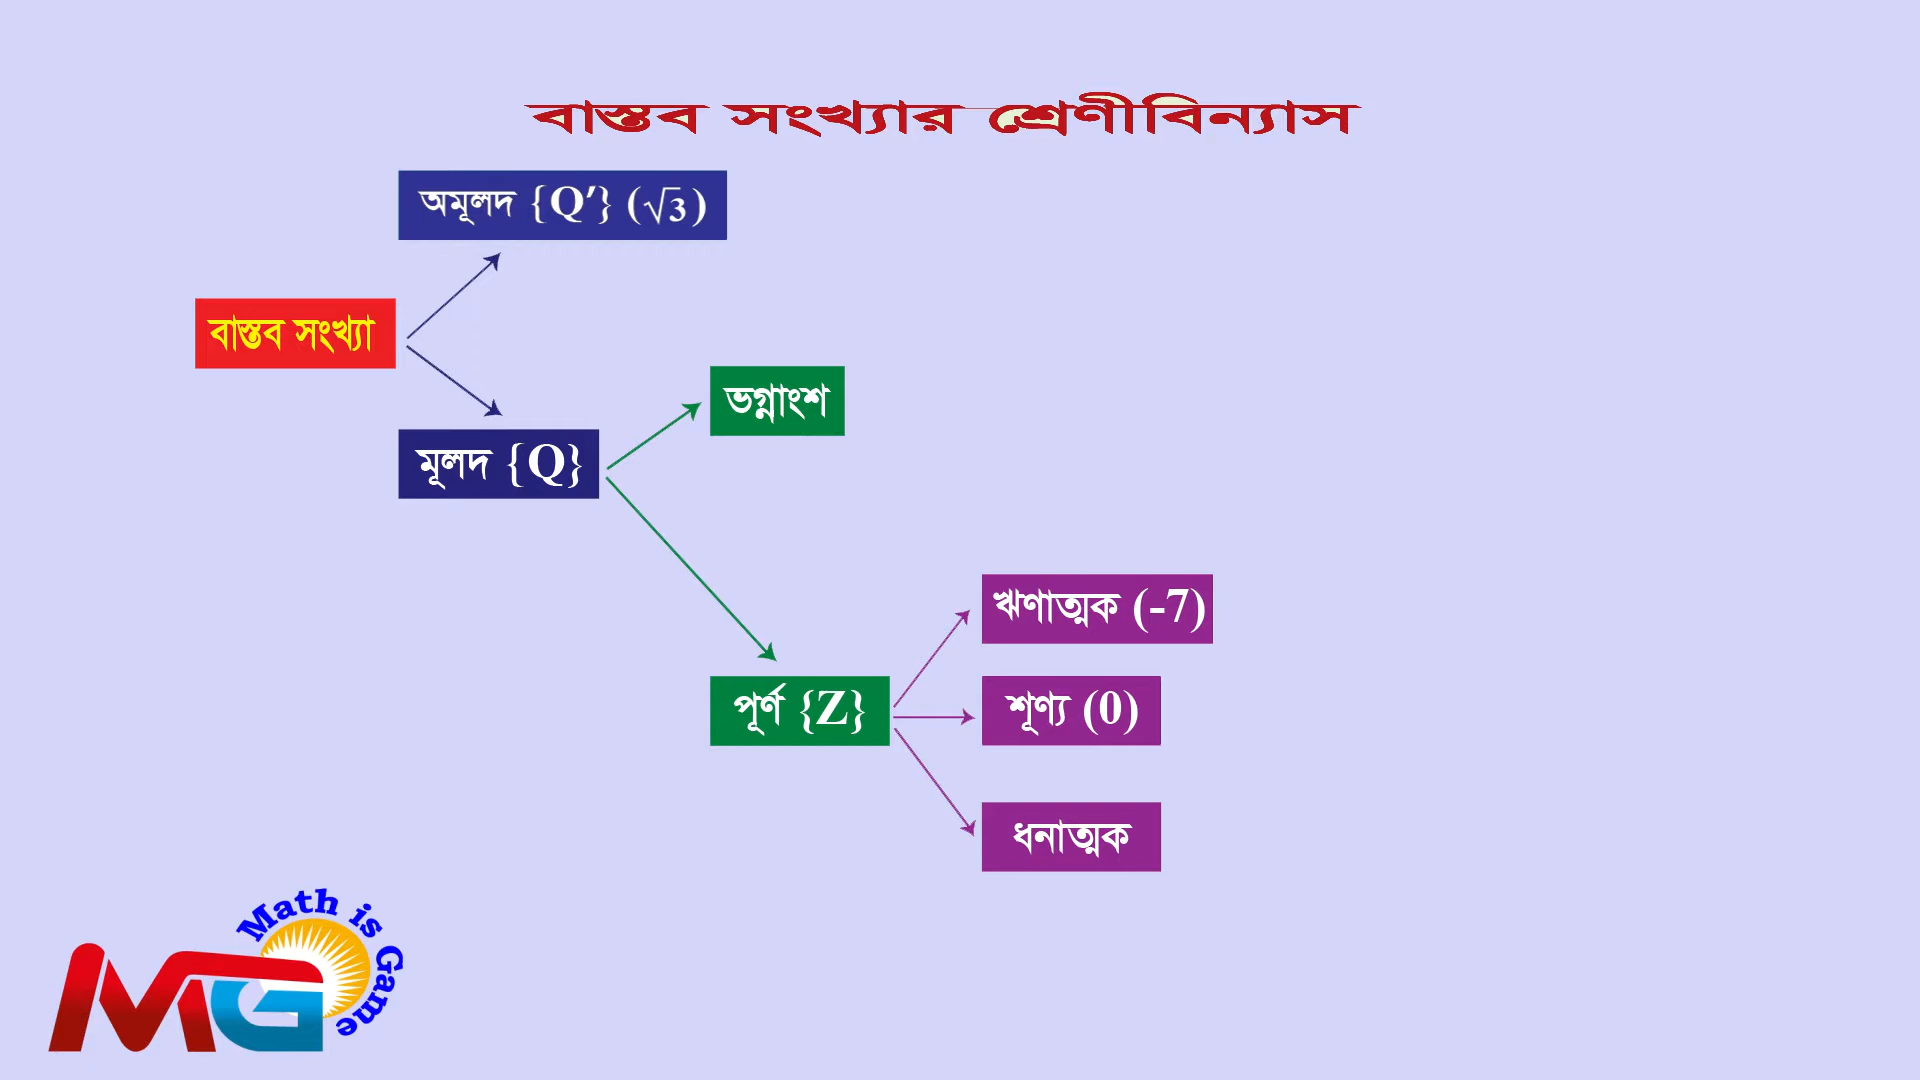 বাস্তব সংখ্যার শ্রেণীবিন্যাস
অমূলদ {Q′} (√3)
বাস্তব সংখ্যা
ভগ্নাংশ
মূলদ {Q}
ঋণাত্মক (-7)
পূর্ণ {Z}
শূণ্য (0)
ধনাত্মক
Math is Game
MG